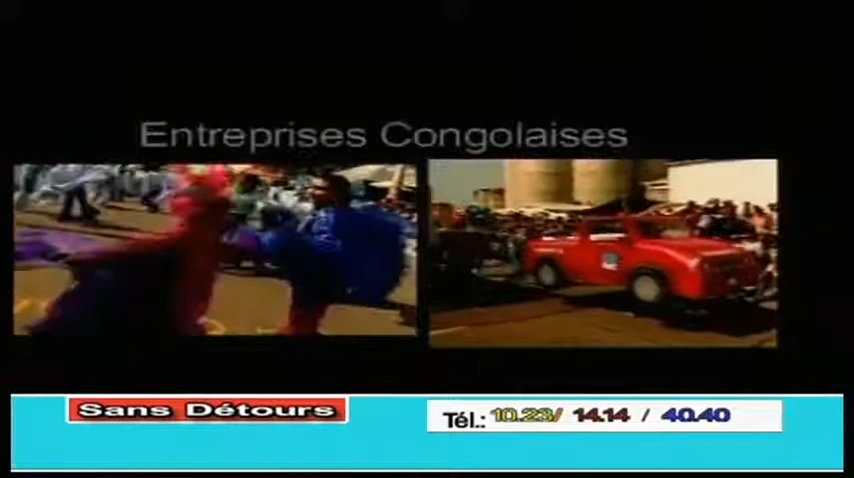 Entreprises Congolaises
Sans Détours
Tél.: 10.23/ 14.14 / 40.40